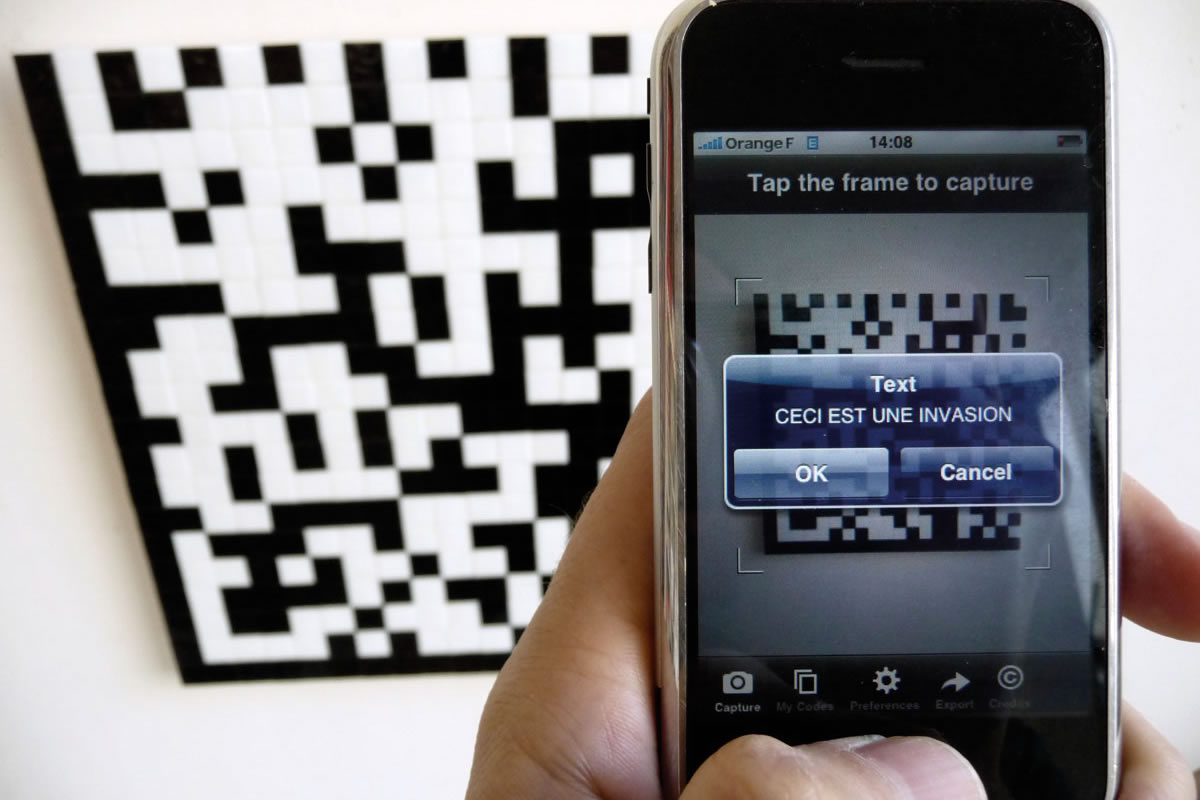 Orange F E 14:08
Tap the frame to capture
Text
CECI EST UNE INVASION
OK Cancel
Capture My Codes Preferences Export Credits